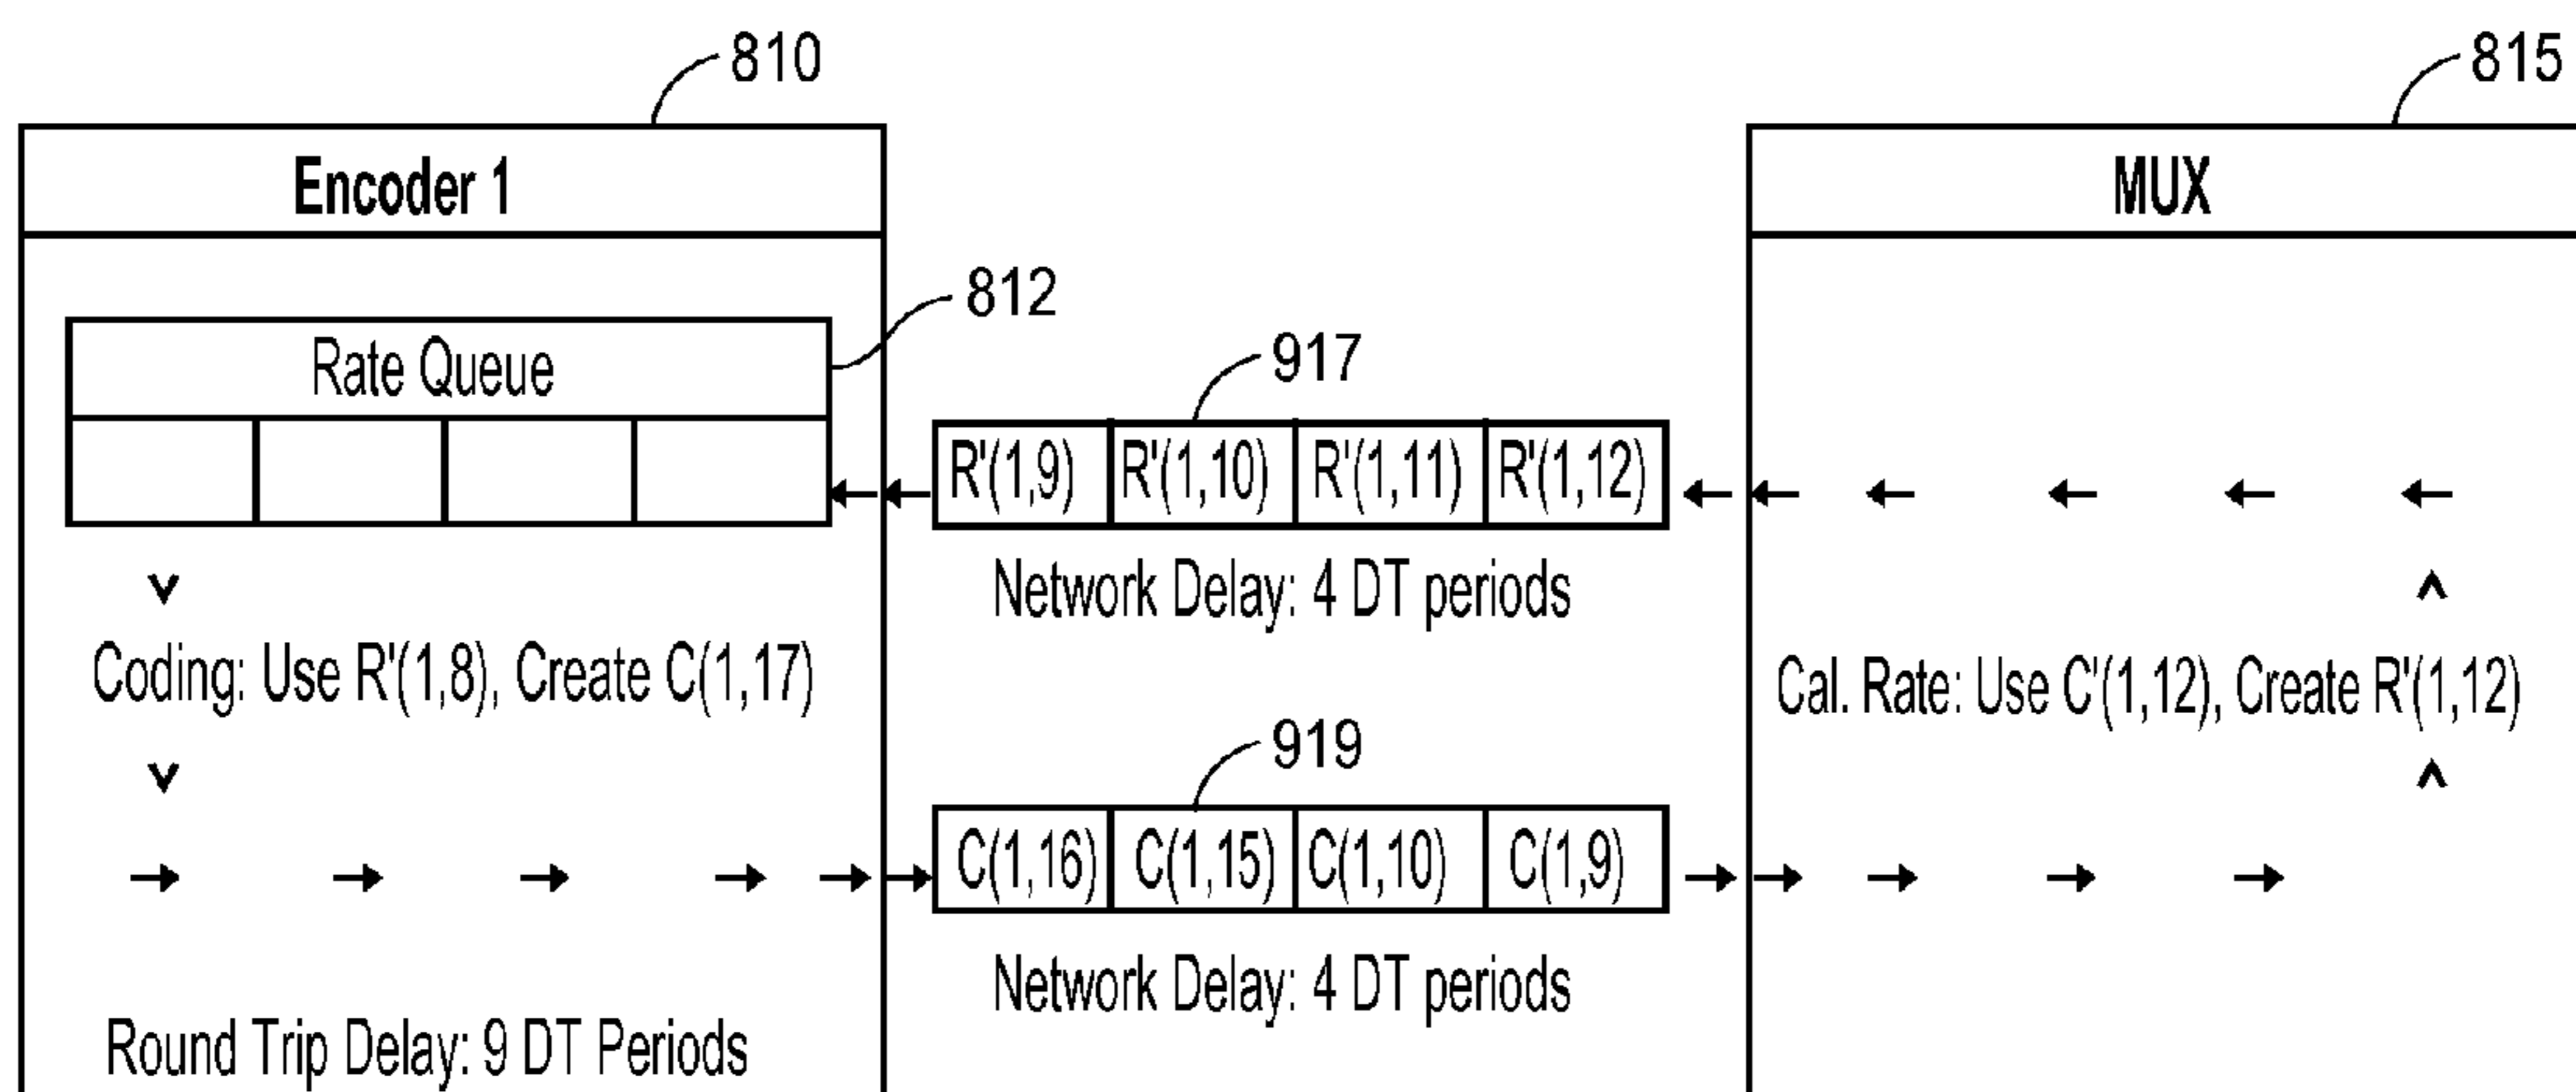 810
815
Encoder 1
MUX
812
Rate Queue
917
R'(1,9) R'(1,10) R'(1,11) R'(1,12)
Network Delay: 4 DT periods
Coding: Use R'(1,8), Create C(1,17)
Cal. Rate: Use C'(1,12), Create R'(1,12)
919
C(1,16) C(1,15) C(1,10) C(1,9)
Network Delay: 4 DT periods
Round Trip Delay: 9 DT Periods